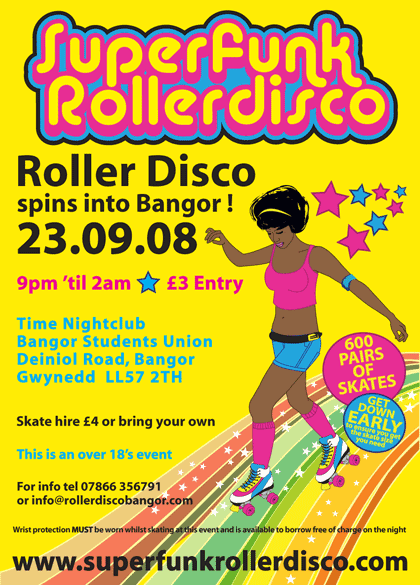 SuperFunk
Rollerdisco
Roller Disco
spins into Bangor !
23.09.08
9pm ’til 2am £3 Entry
Time Nightclub
Bangor Students Union
Deiniol Road, Bangor
Gwynedd LL57 2TH
600
PAIRS
OF
SKATES
GET
DOWN
EARLY
to ensure you get
the skate size
you need
Skate hire £4 or bring your own
This is an over 18’s event
For info tel 07866 356791
or info@rollerdiscobangor.com
Wrist protection MUST be worn whilst skating at this event and is available to borrow free of charge on the night
www.superfunkrollerdisco.com